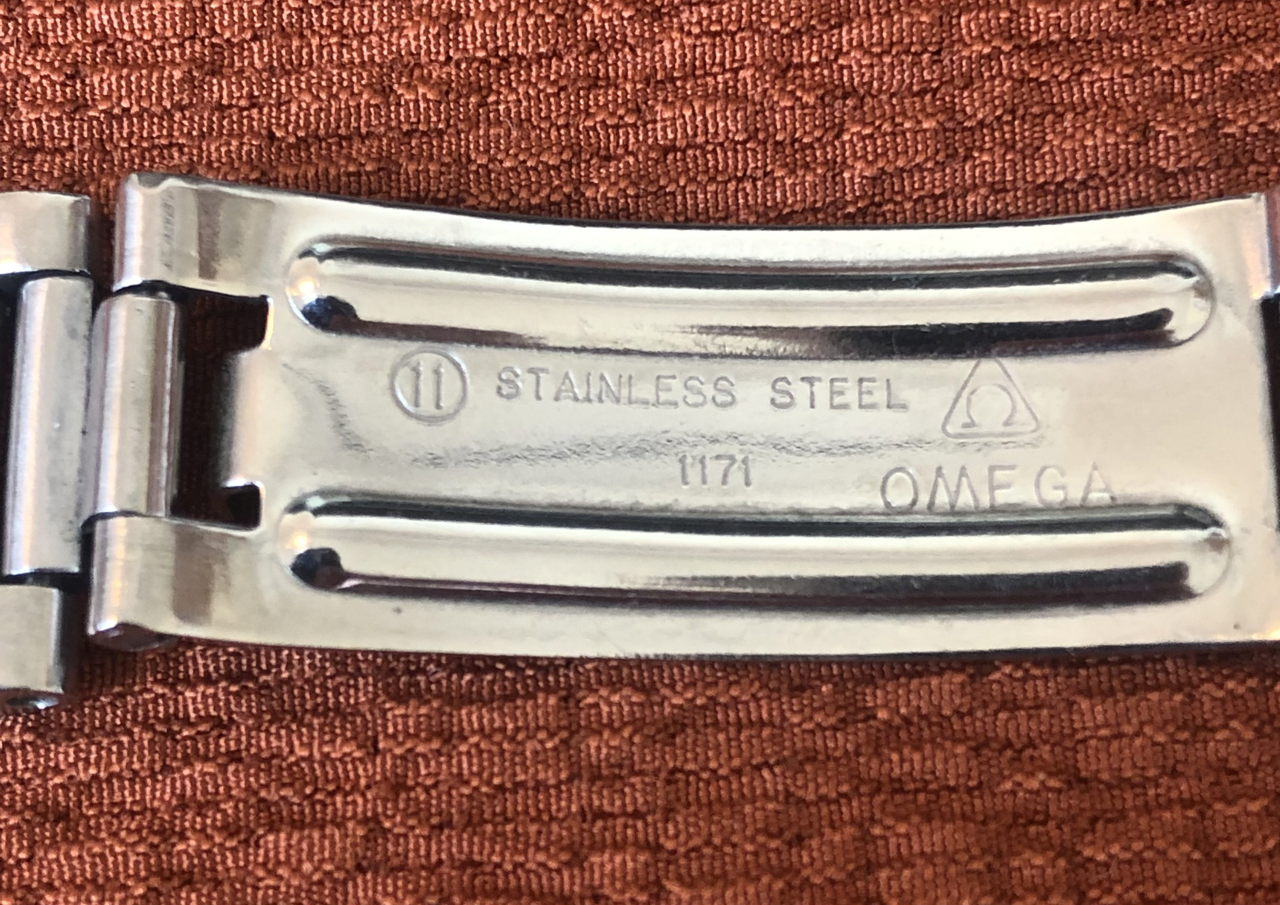 11 STAINLESS STEEL Ω
1171
OMEGA